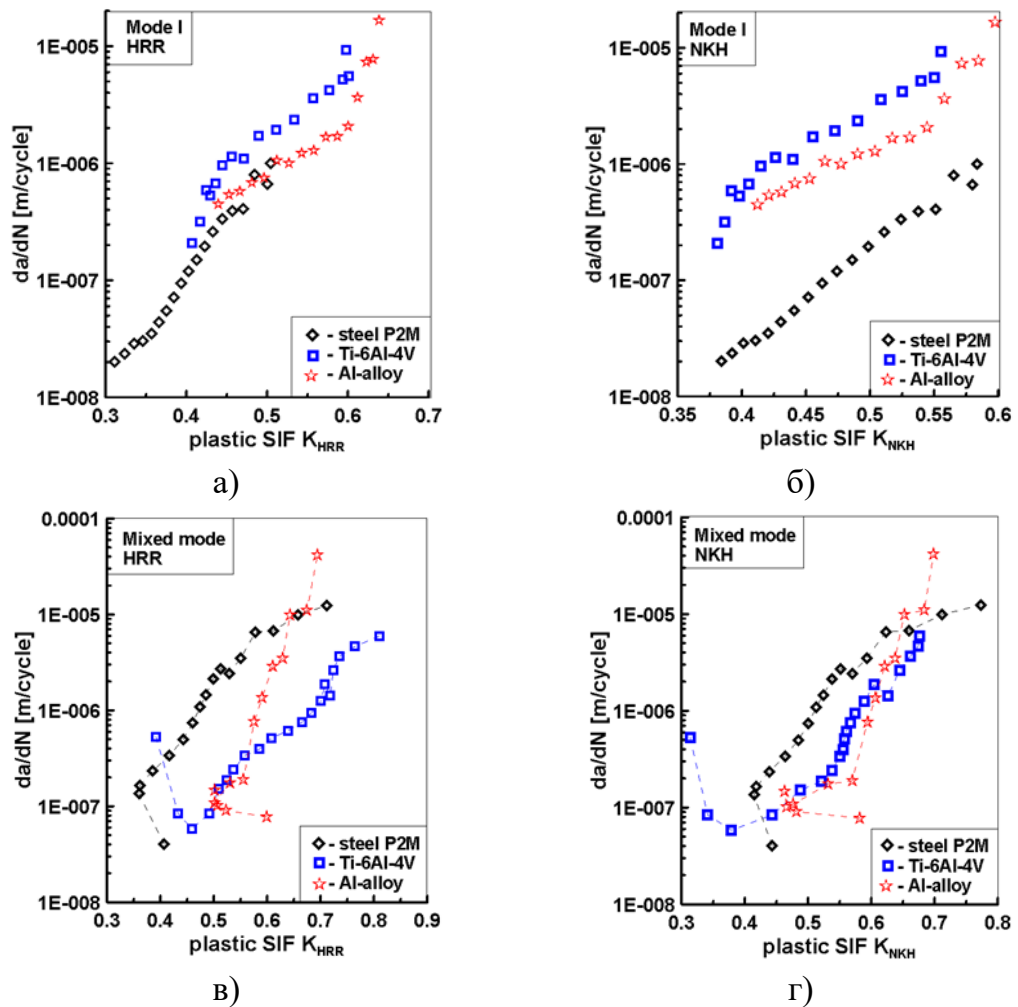 Mode I
HRR
da/dN [m/cycle]
1E-005
1E-006
1E-007
1E-008
0.3 0.4 0.5 0.6 0.7
plastic SIF K_HRR
- steel P2M
- Ti-6Al-4V
- Al-alloy
а)
Mode I
NKH
da/dN [m/cycle]
1E-005
1E-006
1E-007
1E-008
0.35 0.4 0.45 0.5 0.55 0.6
plastic SIF K_NKH
- steel P2M
- Ti-6Al-4V
- Al-alloy
б)
Mixed mode
HRR
da/dN [m/cycle]
0.0001
1E-005
1E-006
1E-007
1E-008
0.3 0.4 0.5 0.6 0.7 0.8 0.9
plastic SIF K_HRR
- steel P2M
- Ti-6Al-4V
- Al-alloy
в)
Mixed mode
NKH
da/dN [m/cycle]
0.0001
1E-005
1E-006
1E-007
1E-008
0.3 0.4 0.5 0.6 0.7 0.8
plastic SIF K_NKH
- steel P2M
- Ti-6Al-4V
- Al-alloy
г)